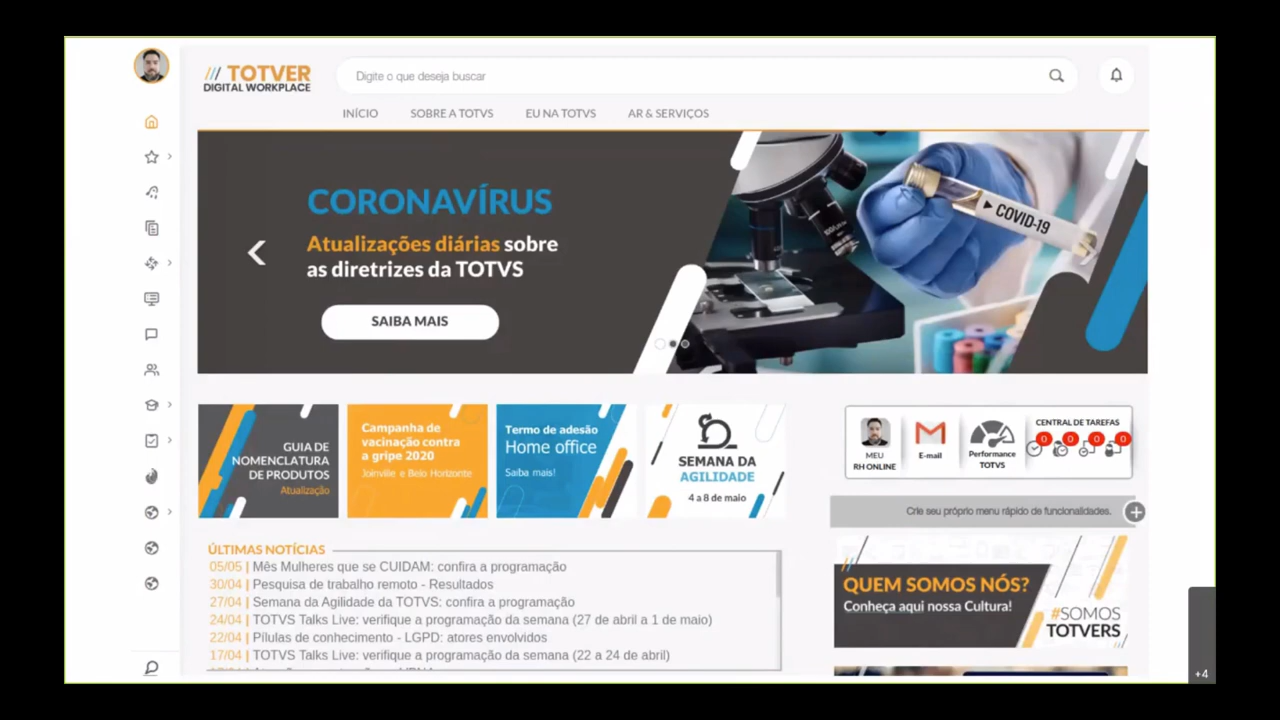 /// TOTVER
DIGITAL WORKPLACE
Digite o que deseja buscar
INÍCIO
SOBRE A TOTVS
EU NA TOTVS
AR & SERVIÇOS
CORONAVÍRUS
Atualizações diárias sobre
as diretrizes da TOTVS
SAIBA MAIS
COVID-19
GUIA DE
NOMENCLATURA
DE PRODUTOS
Atualização
Campanha de
vacinação contra
a gripe 2020
Joinville e Belo Horizonte
Termo de adesão
Home office
Saiba mais!
SEMANA DA
AGILIDADE
4 a 8 de maio
MEU
RH ONLINE
E-mail
Performance
TOTVS
CENTRAL DE TAREFAS
0 0 0 0
Crie seu próprio menu rápido de funcionalidades.
QUEM SOMOS NÓS?
Conheça aqui nossa Cultura!
#SOMOS
TOTVERS
ÚLTIMAS NOTÍCIAS
05/05 | Mês Mulheres que se CUIDAM: confira a programação
30/04 | Pesquisa de trabalho remoto - Resultados
27/04 | Semana da Agilidade da TOTVS: confira a programação
24/04 | TOTVS Talks Live: verifique a programação da semana (27 de abril a 1 de maio)
22/04 | Pílulas de conhecimento - LGPD: atores envolvidos
17/04 | TOTVS Talks Live: verifique a programação da semana (22 a 24 de abril)
+4